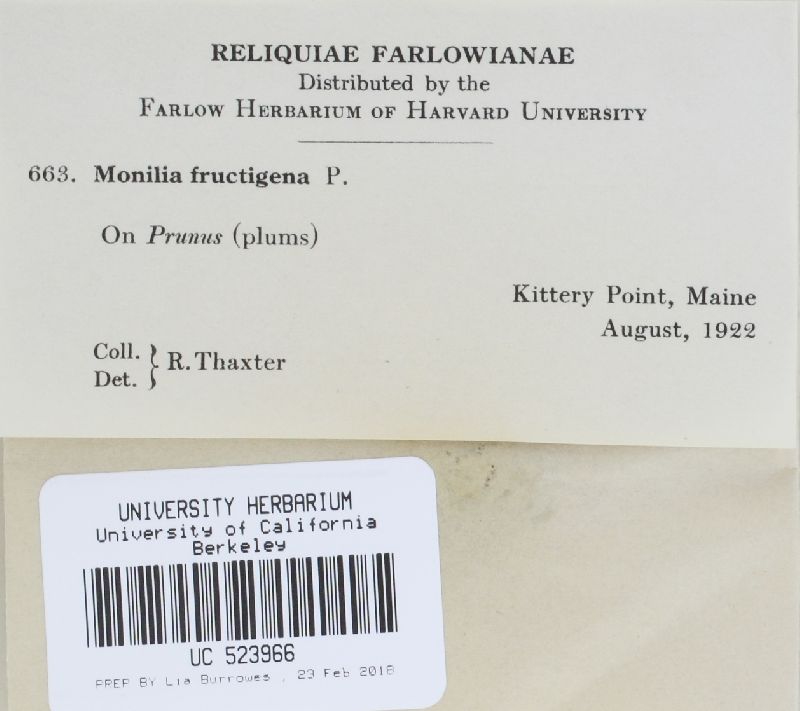 RELIQUIAE FARLOWIANAE
Distributed by the
FARLOW HERBARIUM OF HARVARD UNIVERSITY
663. Monilia fructigena P.
On Prunus (plums)
Kittery Point, Maine
August, 1922
Coll. } R. Thaxter
Det.
UNIVERSITY HERBARIUM
University of California
Berkeley
UC 523966
PREP BY Lia Burrowes , 23 Feb 2018